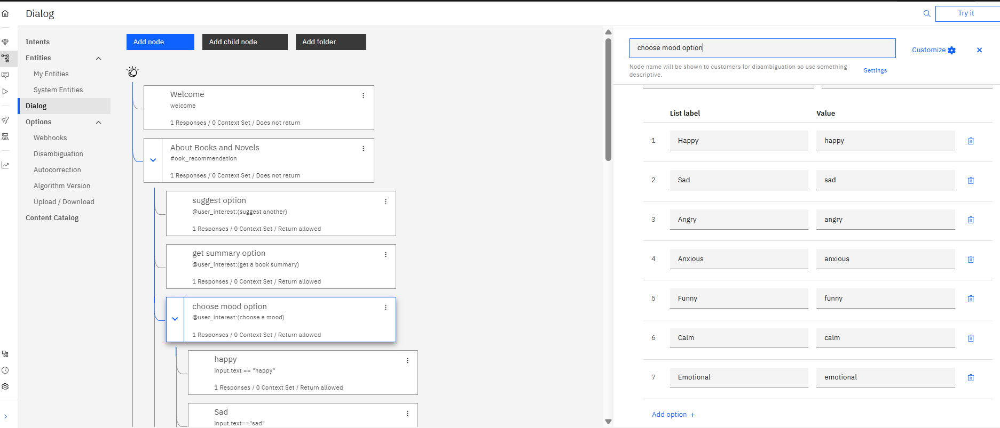 Dialog
Try it
Intents
Entities
My Entities
System Entities
Dialog
Options
Webhooks
Disambiguation
Autocorrection
Algorithm Version
Upload / Download
Content Catalog
Add node
Add child node
Add folder
Welcome
welcome
1 Responses / 0 Context Set / Does not return
About Books and Novels
#ook_recommendation
1 Responses / 0 Context Set / Does not return
suggest option
@user_interest:(suggest another)
1 Responses / 0 Context Set / Return allowed
get summary option
@user_interest:(get a book summary)
1 Responses / 0 Context Set / Return allowed
choose mood option
@user_interest:(choose a mood)
1 Responses / 0 Context Set / Return allowed
happy
input.text == "happy"
1 Responses / 0 Context Set / Return allowed
Sad
input.text=="sad"
choose mood option
Customize
Node name will be shown to customers for disambiguation so use something
descriptive.
Settings
List label Value
1 Happy happy
2 Sad sad
3 Angry angry
4 Anxious anxious
5 Funny funny
6 Calm calm
7 Emotional emotional
Add option +